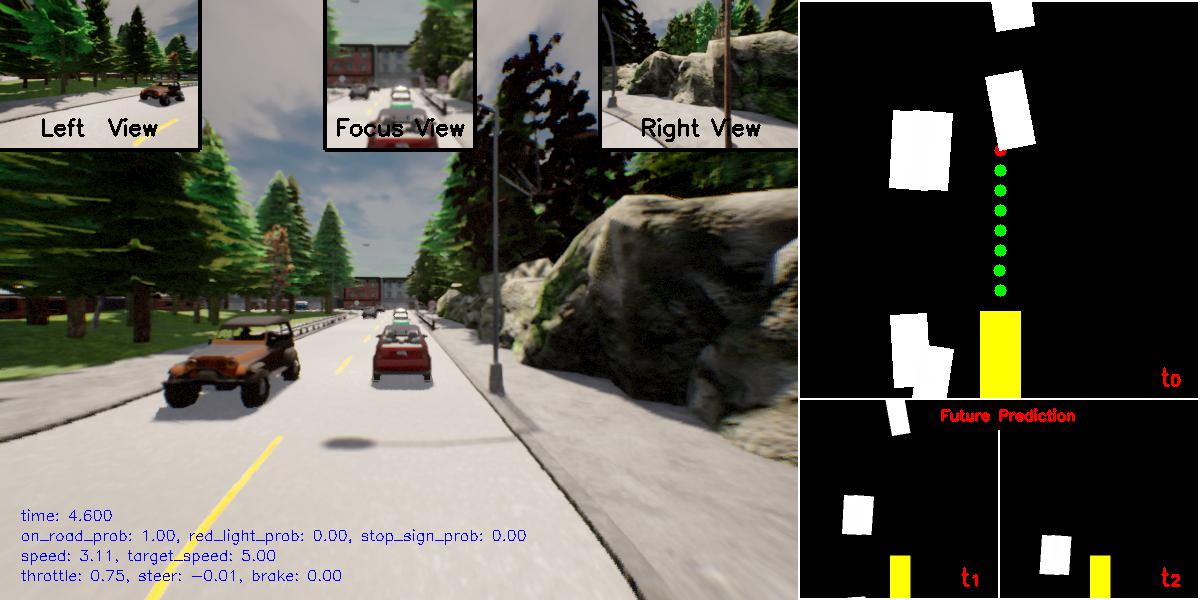 Left View
Focus View
Right View
time: 4.600
on_road_prob: 1.00, red_light_prob: 0.00, stop_sign_prob: 0.00
speed: 3.11, target_speed: 5.00
throttle: 0.75, steer: -0.01, brake: 0.00
t0
Future Prediction
t1
t2